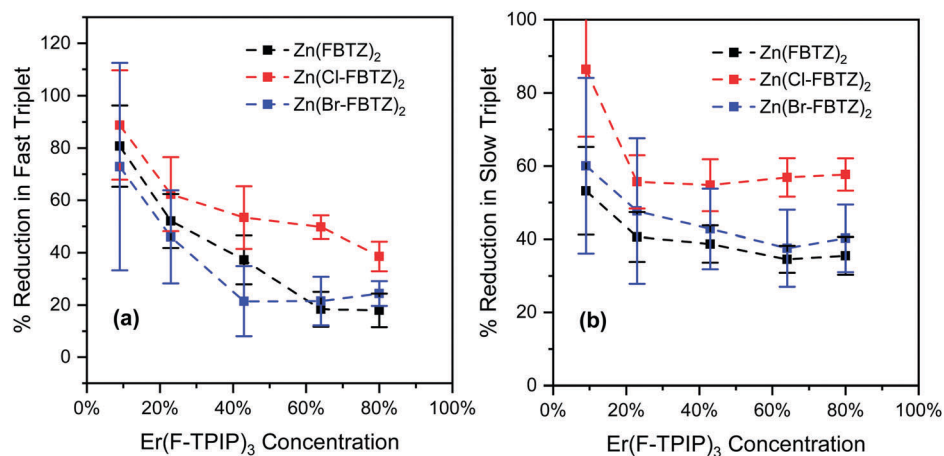 % Reduction in Fast Triplet
120
100
80
60
40
20
0
Zn(FBTZ)₂
Zn(Cl-FBTZ)₂
Zn(Br-FBTZ)₂
(a)
0% 20% 40% 60% 80% 100%
Er(F-TPIP)₃ Concentration
% Reduction in Slow Triplet
100
80
60
40
20
0
Zn(FBTZ)₂
Zn(Cl-FBTZ)₂
Zn(Br-FBTZ)₂
(b)
0% 20% 40% 60% 80% 100%
Er(F-TPIP)₃ Concentration